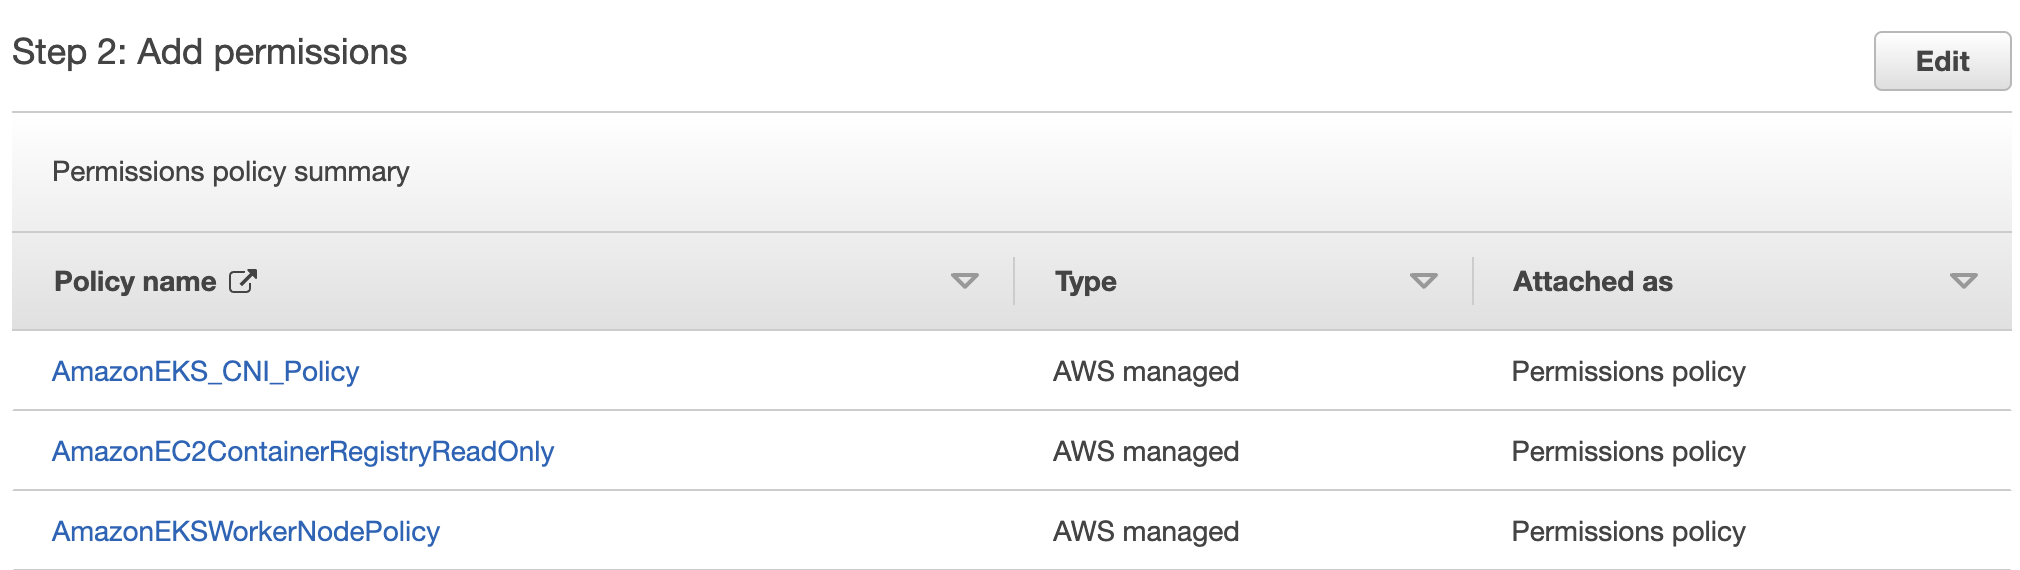 Step 2: Add permissions
Edit
Permissions policy summary
Policy name Type Attached as
AmazonEKS_CNI_Policy AWS managed Permissions policy
AmazonEC2ContainerRegistryReadOnly AWS managed Permissions policy
AmazonEKSWorkerNodePolicy AWS managed Permissions policy